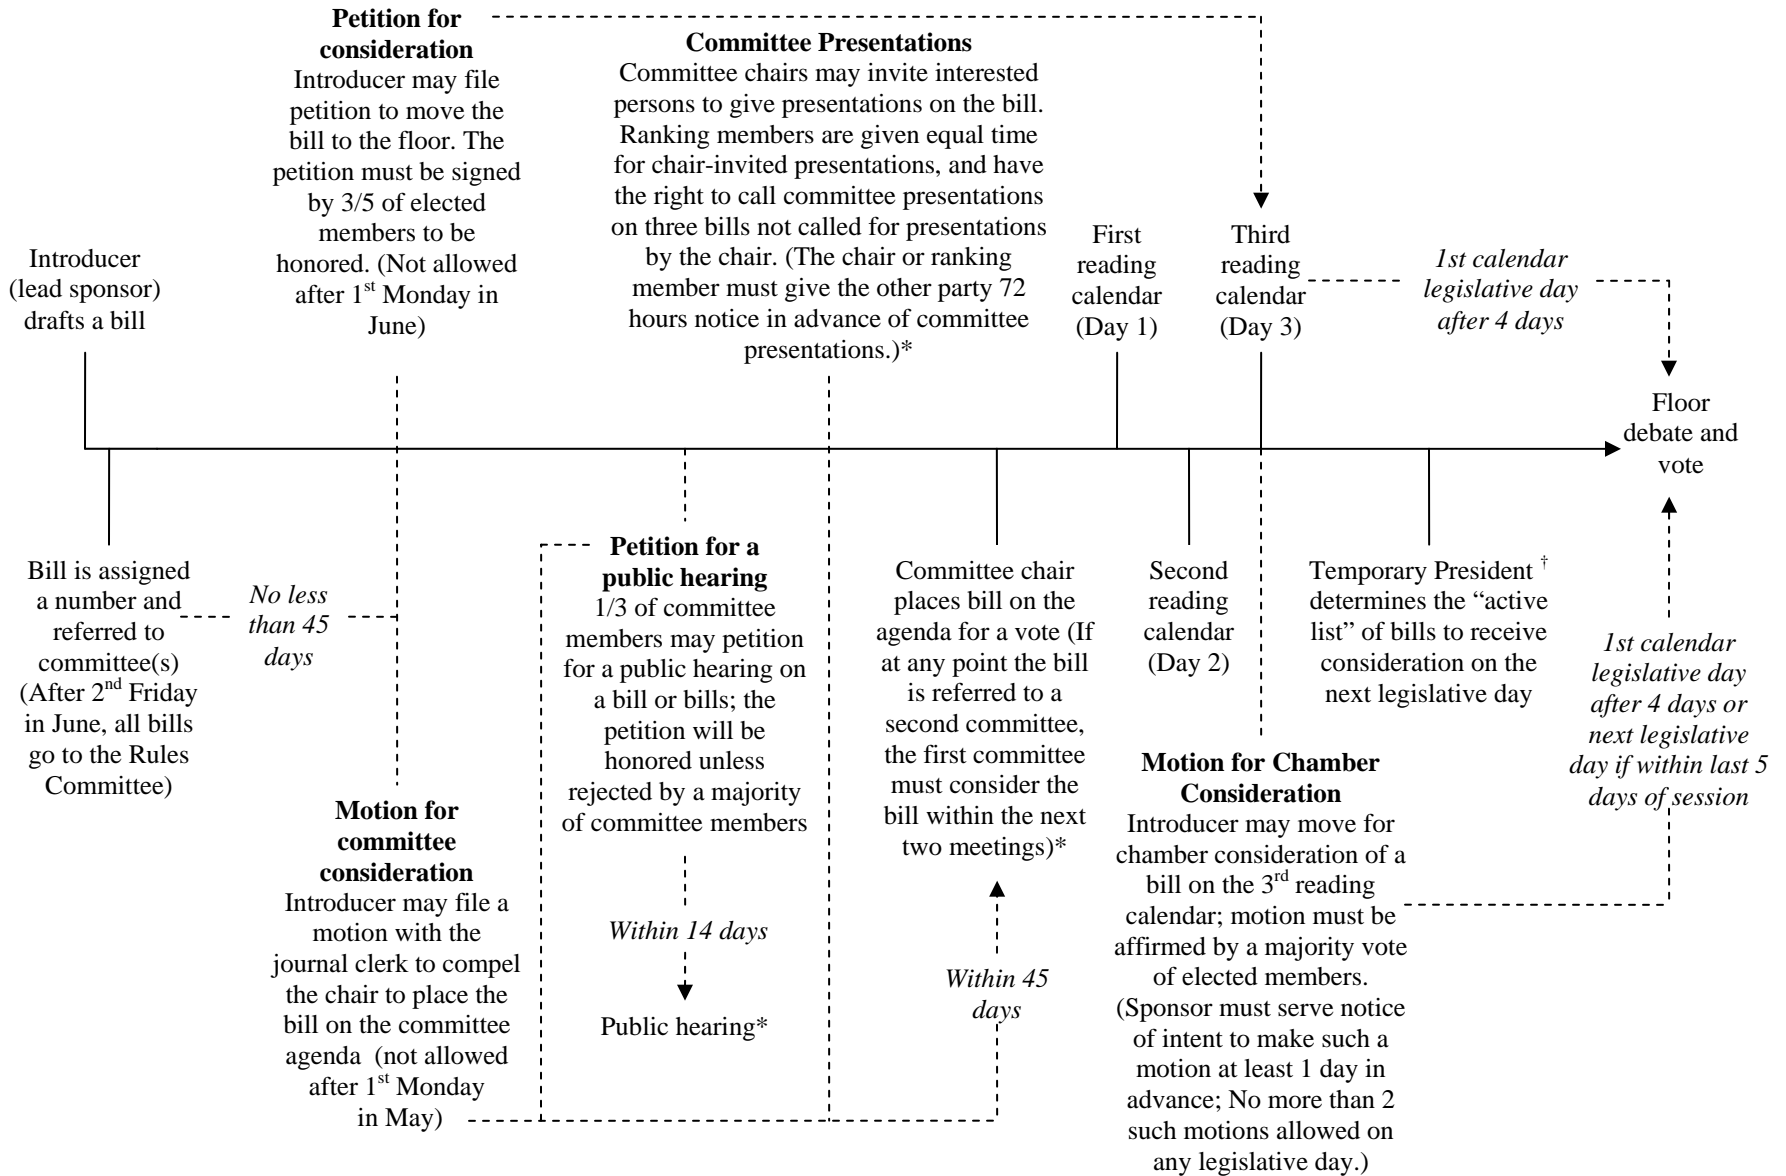 Petition for
consideration
Introducer may file
petition to move the
bill to the floor. The
petition must be signed
by 3/5 of elected
members to be
honored. (Not allowed
after 1st Monday in
June)
Committee Presentations
Committee chairs may invite interested
persons to give presentations on the bill.
Ranking members are given equal time
for chair-invited presentations, and have
the right to call committee presentations
on three bills not called for presentations
by the chair. (The chair or ranking
member must give the other party 72
hours notice in advance of committee
presentations.)*
Introducer
(lead sponsor)
drafts a bill
First
reading
calendar
(Day 1)
Third
reading
calendar
(Day 3)
1st calendar
legislative day
after 4 days
Floor
debate and
vote
Bill is assigned
a number and
referred to
committee(s)
(After 2nd Friday
in June, all bills
go to the Rules
Committee)
No less
than 45
days
Motion for
committee
consideration
Introducer may file a
motion with the
journal clerk to compel
the chair to place the
bill on the committee
agenda (not allowed
after 1st Monday
in May)
Petition for a
public hearing
1/3 of committee
members may petition
for a public hearing on
a bill or bills; the
petition will be
honored unless
rejected by a majority
of committee members
Within 14 days
Public hearing*
Committee chair
places bill on the
agenda for a vote (If
at any point the bill
is referred to a
second committee,
the first committee
must consider the
bill within the next
two meetings)*
Within 45
days
Second
reading
calendar
(Day 2)
Motion for Chamber
Consideration
Introducer may move for
chamber consideration of a
bill on the 3rd reading
calendar; motion must be
affirmed by a majority vote
of elected members.
(Sponsor must serve notice
of intent to make such a
motion at least 1 day in
advance; No more than 2
such motions allowed on
any legislative day.)
Temporary President †
determines the “active
list” of bills to receive
consideration on the
next legislative day
1st calendar
legislative day
after 4 days or
next legislative
day if within last 5
days of session